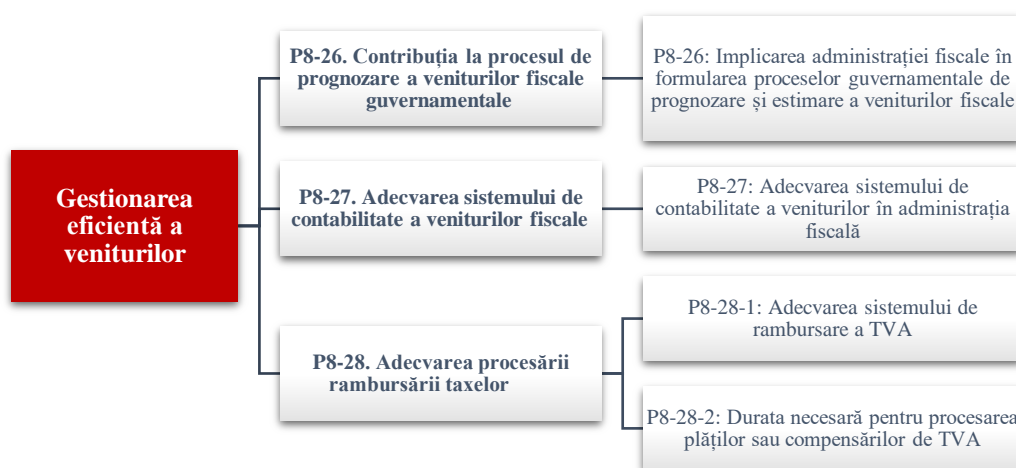 Gestionarea
eficientă a
veniturilor
P8-26. Contribuția la procesul de
prognozare a veniturilor fiscale
guvernamentale
P8-26: Implicarea administrației fiscale în
formularea proceselor guvernamentale de
prognozare și estimare a veniturilor fiscale
P8-27. Adecvarea sistemului de
contabilitate a veniturilor fiscale
P8-27: Adecvarea sistemului de
contabilitate a veniturilor în administrația
fiscală
P8-28. Adecvarea procesării
rambursării taxelor
P8-28-1: Adecvarea sistemului de
rambursare a TVA
P8-28-2: Durata necesară pentru procesarea
plăților sau compensărilor de TVA